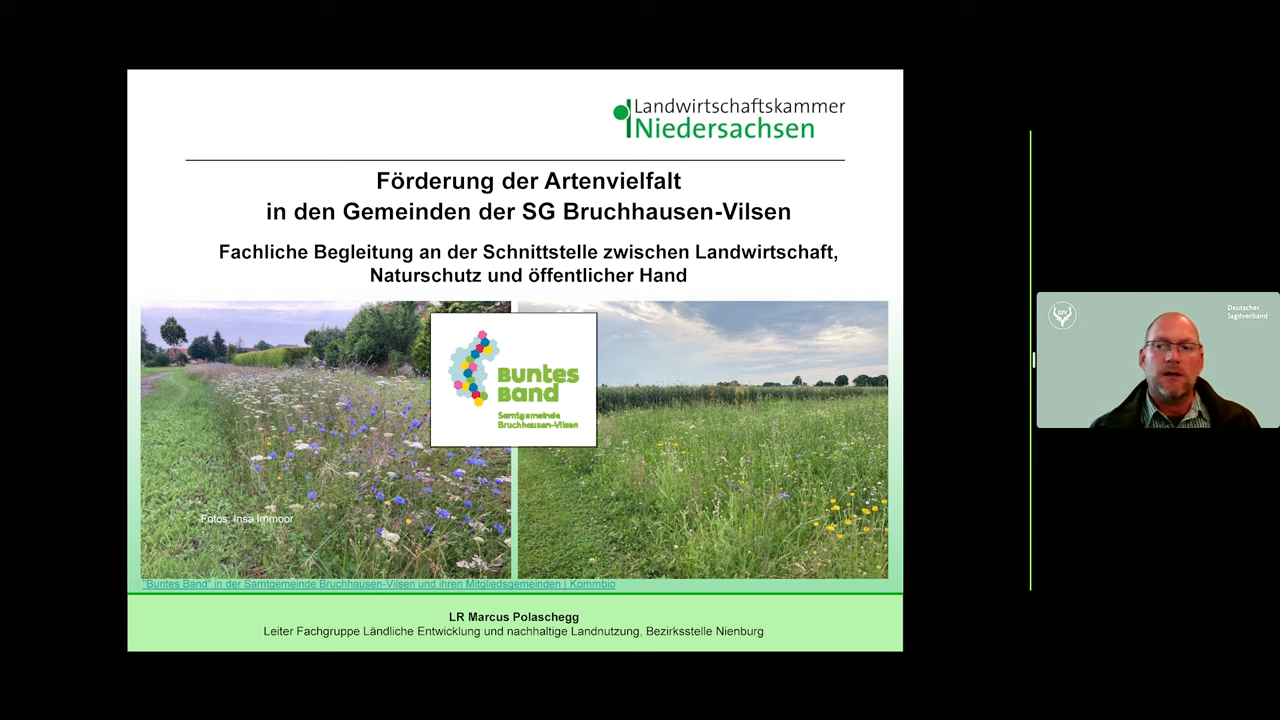 Landwirtschaftskammer
Niedersachsen
Förderung der Artenvielfalt
in den Gemeinden der SG Bruchhausen-Vilsen
Fachliche Begleitung an der Schnittstelle zwischen Landwirtschaft,
Naturschutz und öffentlicher Hand
Buntes
Band
Samtgemeinde
Bruchhausen-Vilsen
Fotos: Insa Immoor
"Buntes Band" in der Samtgemeinde Bruchhausen-Vilsen und ihren Mitgliedsgemeinden | Kommbio
LR Marcus Polaschegg
Leiter Fachgruppe Ländliche Entwicklung und nachhaltige Landnutzung, Bezirksstelle Nienburg
DJV
Deutscher
Jagdverband